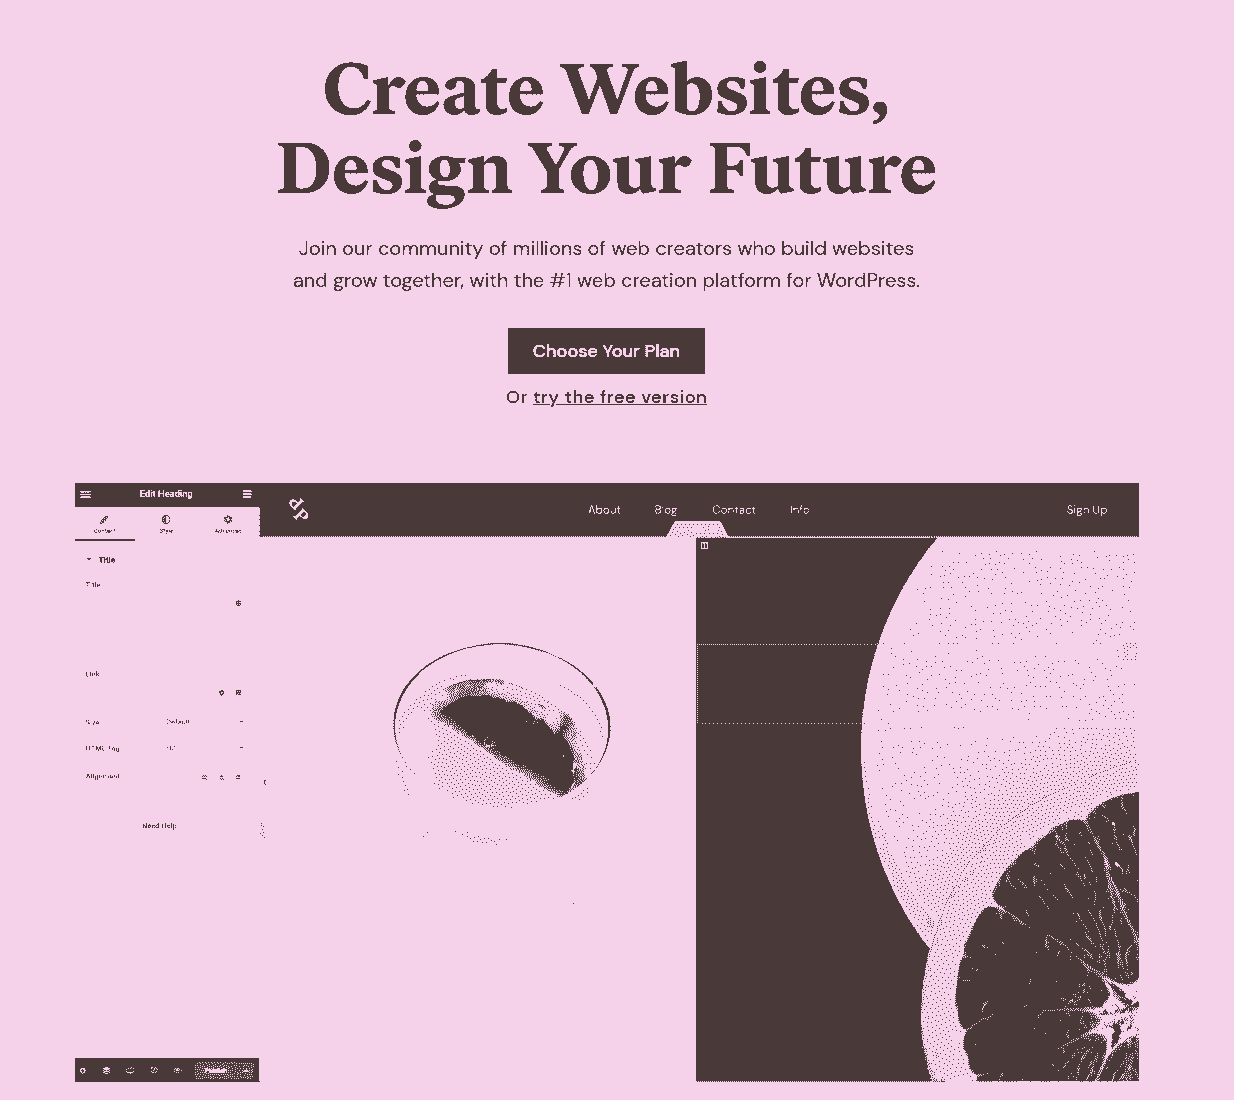 Create Websites,
Design Your Future
Join our community of millions of web creators who build websites
and grow together, with the #1 web creation platform for WordPress.
Choose Your Plan
Or try the free version
Edit Heading
About Blog Contact Info Sign Up
Content Style Advanced
Title
Title
Link
Style Default
HTML Tag
Alignment
Need Help